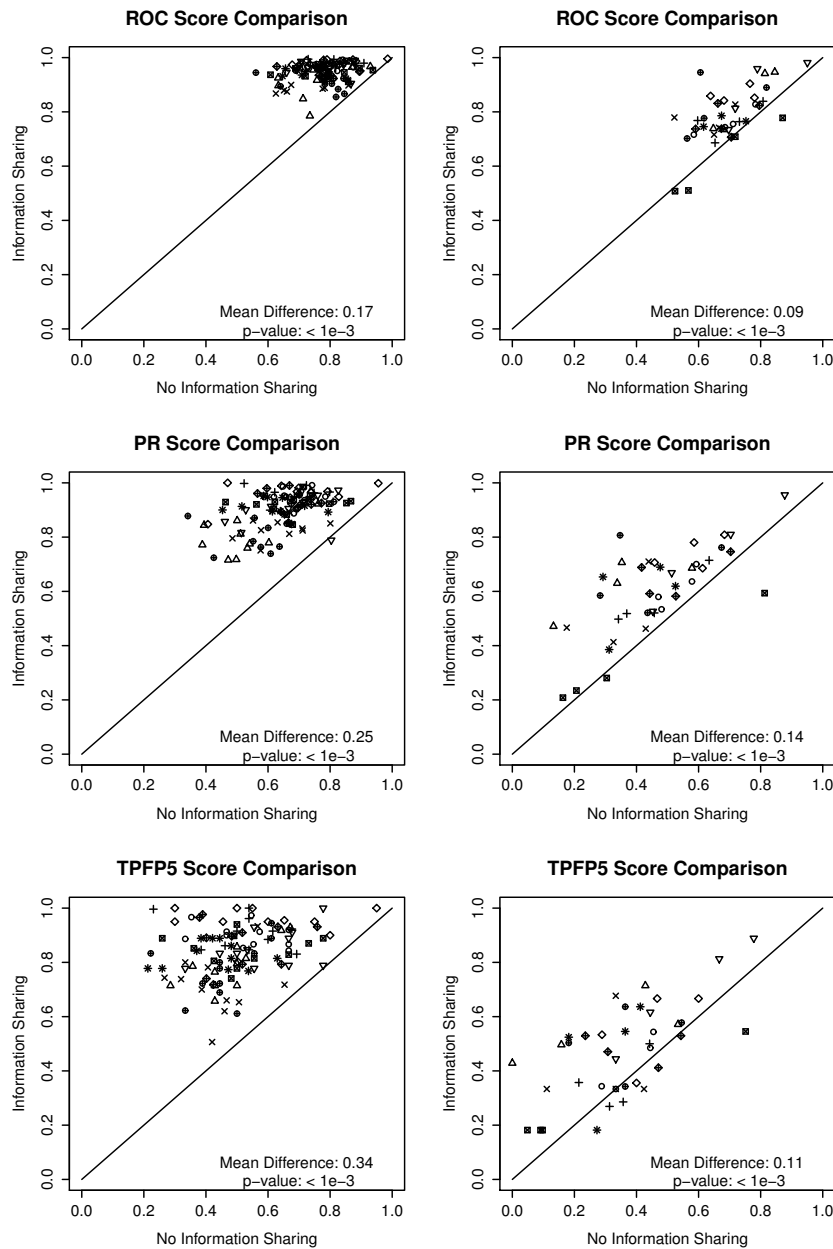 ROC Score Comparison
Information Sharing
0.0 0.2 0.4 0.6 0.8 1.0
Mean Difference: 0.17
p−value: < 1e−3
0.0 0.2 0.4 0.6 0.8 1.0
No Information Sharing
ROC Score Comparison
Information Sharing
0.0 0.2 0.4 0.6 0.8 1.0
Mean Difference: 0.09
p−value: < 1e−3
0.0 0.2 0.4 0.6 0.8 1.0
No Information Sharing
PR Score Comparison
Information Sharing
0.0 0.2 0.4 0.6 0.8 1.0
Mean Difference: 0.25
p−value: < 1e−3
0.0 0.2 0.4 0.6 0.8 1.0
No Information Sharing
PR Score Comparison
Information Sharing
0.0 0.2 0.4 0.6 0.8 1.0
Mean Difference: 0.14
p−value: < 1e−3
0.0 0.2 0.4 0.6 0.8 1.0
No Information Sharing
TPFP5 Score Comparison
Information Sharing
0.0 0.2 0.4 0.6 0.8 1.0
Mean Difference: 0.34
p−value: < 1e−3
0.0 0.2 0.4 0.6 0.8 1.0
No Information Sharing
TPFP5 Score Comparison
Information Sharing
0.0 0.2 0.4 0.6 0.8 1.0
Mean Difference: 0.11
p−value: < 1e−3
0.0 0.2 0.4 0.6 0.8 1.0
No Information Sharing